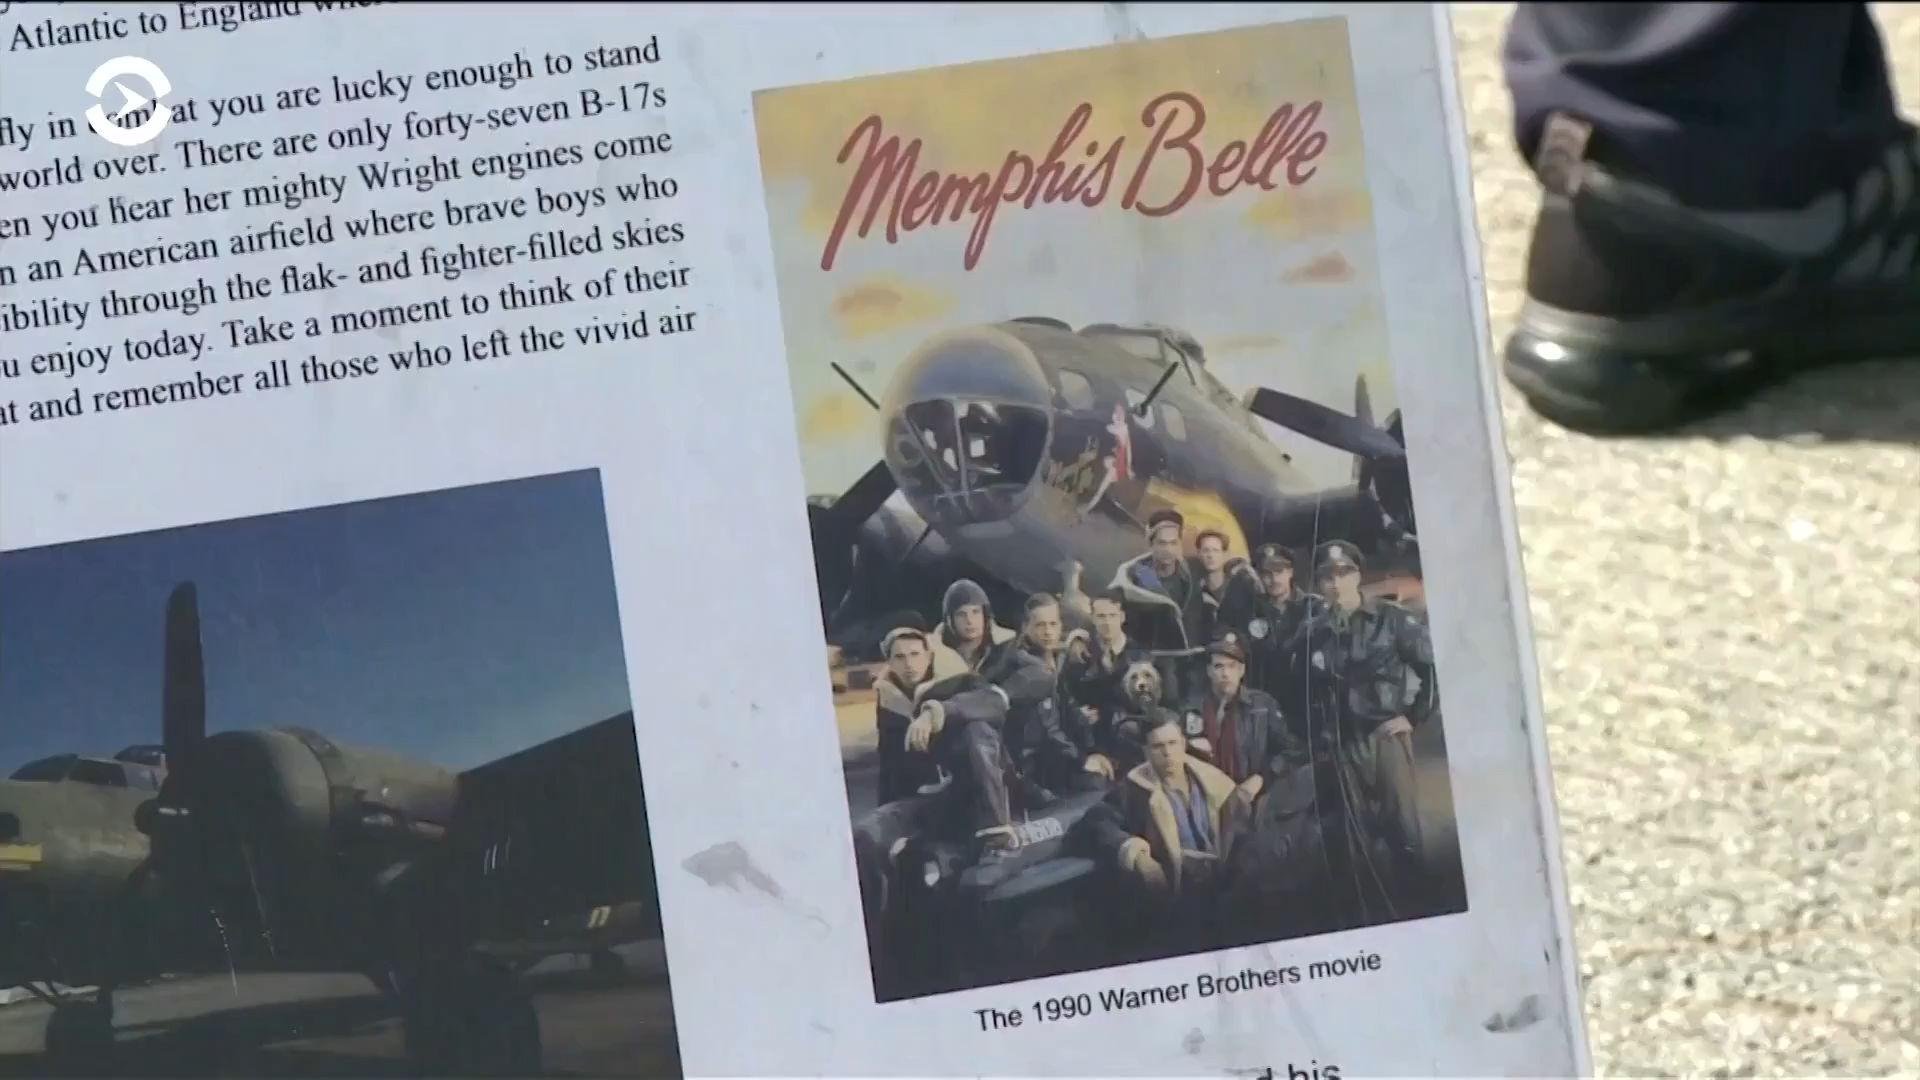 Atlantic to England
fly in at you are lucky enough to stand
world over. There are only forty-seven B-17s
en you hear her mighty Wright engines come
n an American airfield where brave boys who
ibility through the flak- and fighter-filled skies
u enjoy today. Take a moment to think of their
at and remember all those who left the vivid air
Memphis Belle
The 1990 Warner Brothers movie
his